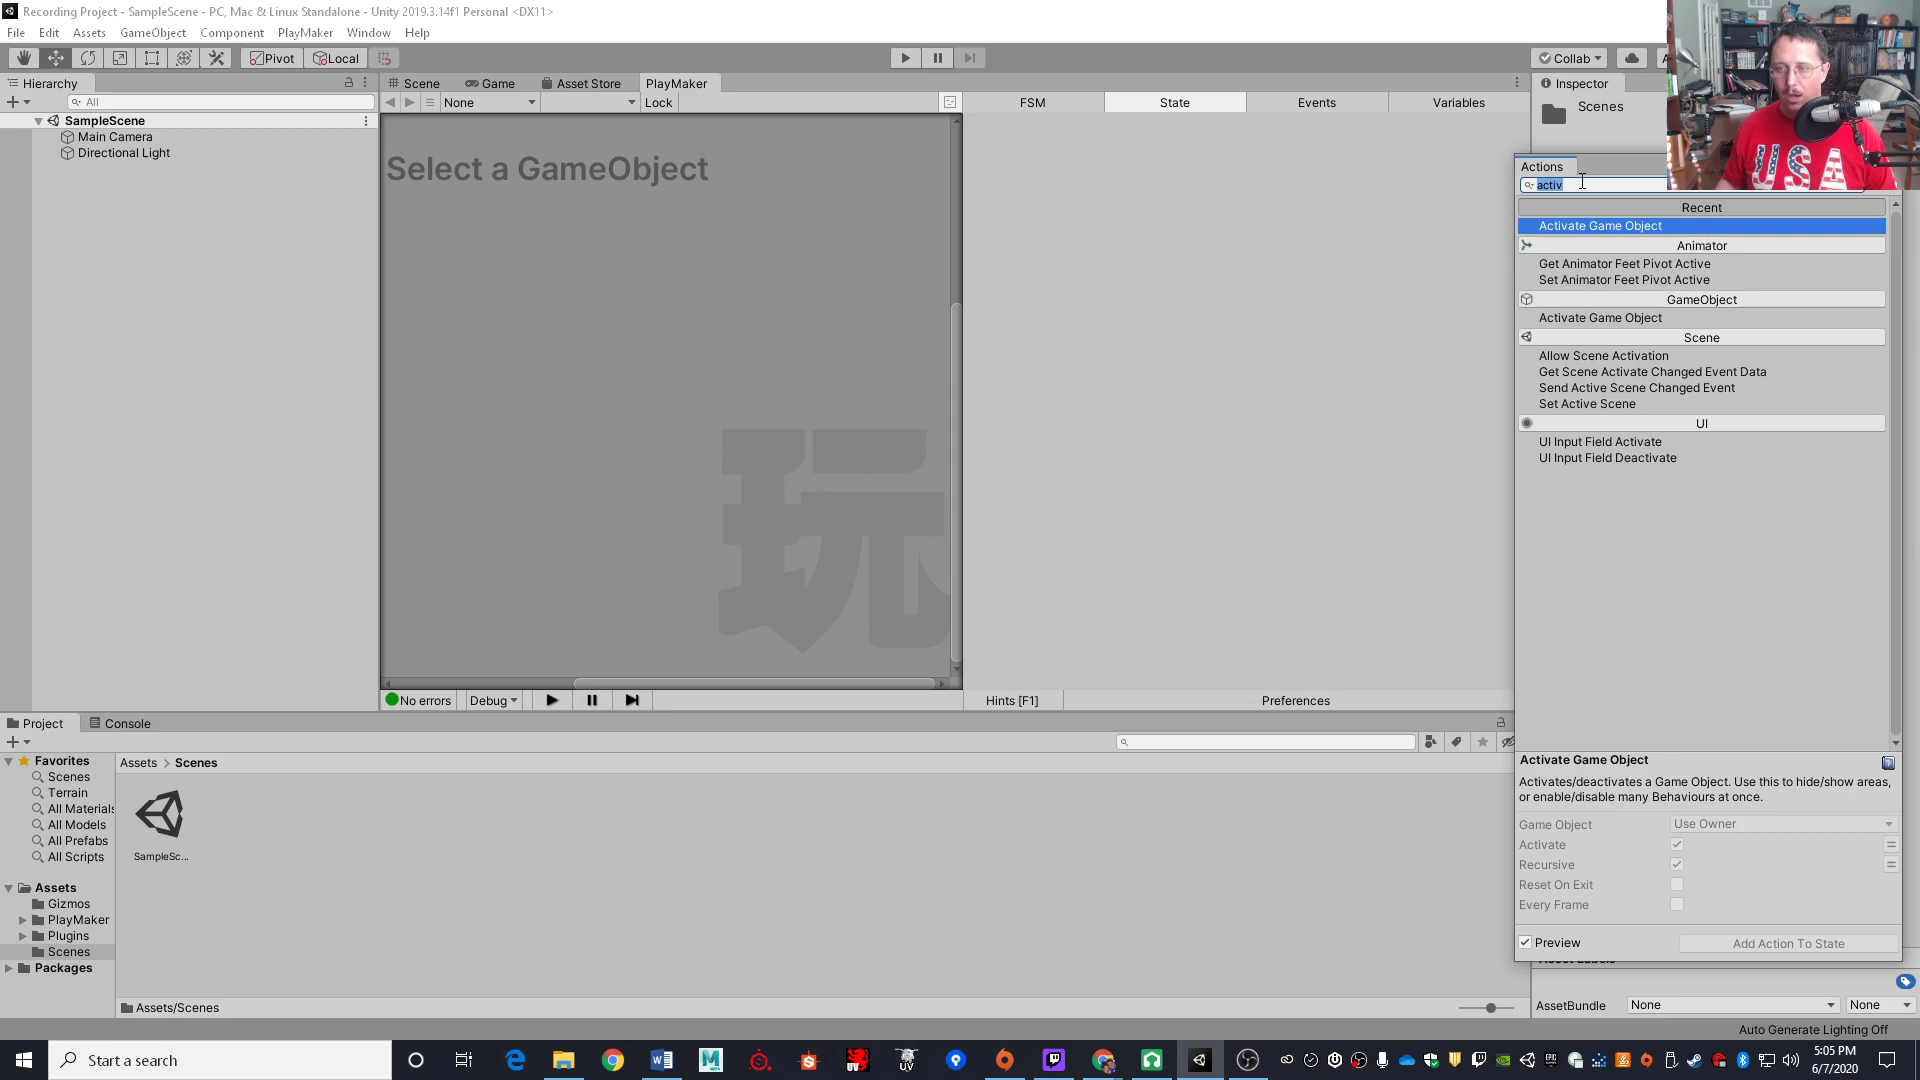 Recording Project - SampleScene - PC, Mac & Linux Standalone - Unity 2019.3.14f1 Personal <DX11>
File Edit Assets GameObject Component PlayMaker Window Help
Pivot Local Collab
Hierarchy
All
SampleScene
Main Camera
Directional Light
Scene Game Asset Store PlayMaker
None Lock
FSM State Events Variables
Select a GameObject
玩
No errors Debug
Hints [F1] Preferences
Inspector
Scenes
USA
Actions
activ
Recent
Activate Game Object
Animator
Get Animator Feet Pivot Active
Set Animator Feet Pivot Active
GameObject
Activate Game Object
Scene
Allow Scene Activation
Get Scene Activate Changed Event Data
Send Active Scene Changed Event
Set Active Scene
UI
UI Input Field Activate
UI Input Field Deactivate
Activate Game Object
Activates/deactivates a Game Object. Use this to hide/show areas,
or enable/disable many Behaviours at once.
Game Object Use Owner
Activate
Recursive
Reset On Exit
Every Frame
Preview Add Action To State
Project Console
Favorites
Scenes
Terrain
All Materials
All Models
All Prefabs
All Scripts
Assets
Gizmos
PlayMaker
Plugins
Scenes
Packages
Assets > Scenes
SampleSc...
Assets/Scenes
AssetBundle None None
Auto Generate Lighting Off
Start a search
UV
UV
5:05 PM
6/7/2020